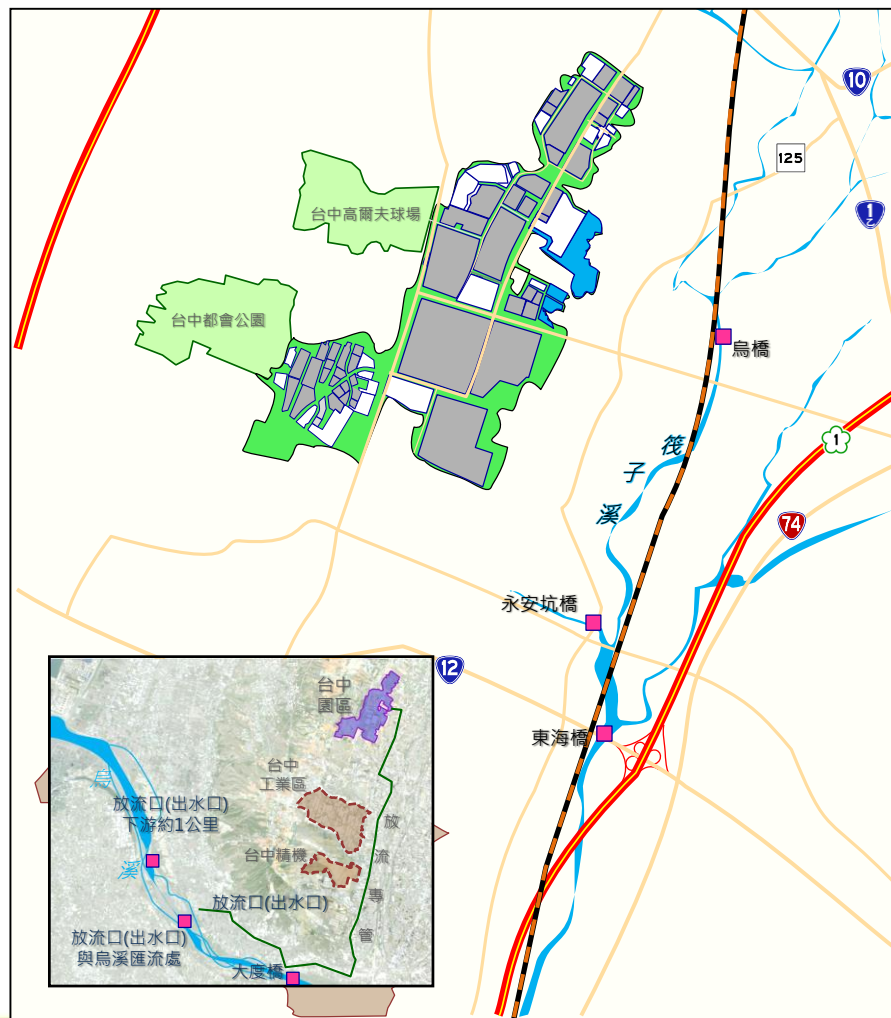 10
125
1
乙
台中高爾夫球場
台中都會公園
烏橋
1
筏
子
溪
74
永安坑橋
12
東海橋
台中
園區
台中
工業區
烏
放流口(出水口)
下游約1公里
放
流
專
管
台中精機
溪
放流口(出水口)
放流口(出水口)
與烏溪匯流處
大度橋